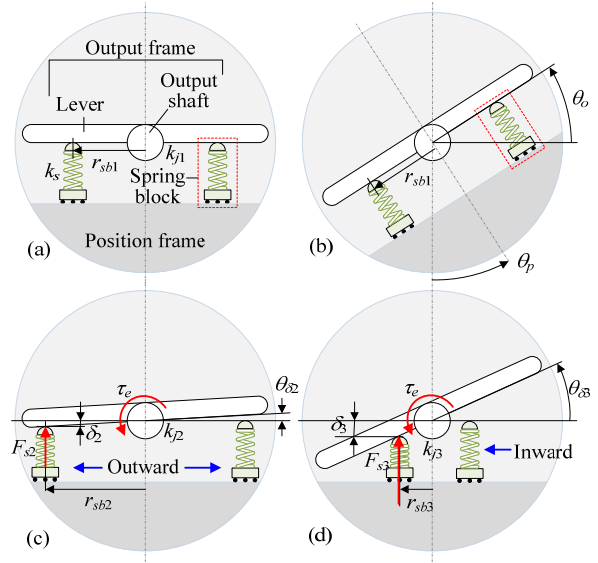 Output frame
Output
shaft
Lever
k_s
r_sb1
k_j1
Spring
block
Position frame
(a)
θ_o
r_sb1
(b)
θ_p
τ_e
θ_δ2
δ_2
k_j2
F_s2
Outward
r_sb2
(c)
τ_e
θ_δ3
δ_3
k_j3
F_s3
Inward
r_sb3
(d)